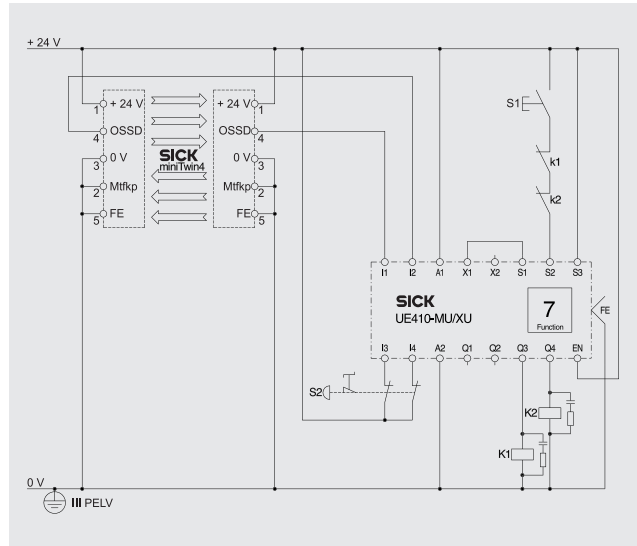 + 24 V
1 + 24 V + 24 V 1
4 OSSD OSSD 4
3 0 V SICK 0 V 3
miniTwin4
2 Mtfkp Mtfkp 2
5 FE FE 5
S1
k1
k2
I1 I2 A1 X1 X2 S1 S2 S3
SICK
UE410-MU/XU
7
Function
FE
I3 I4 A2 Q1 Q2 Q3 Q4 EN
S2
K2
K1
0 V
III PELV